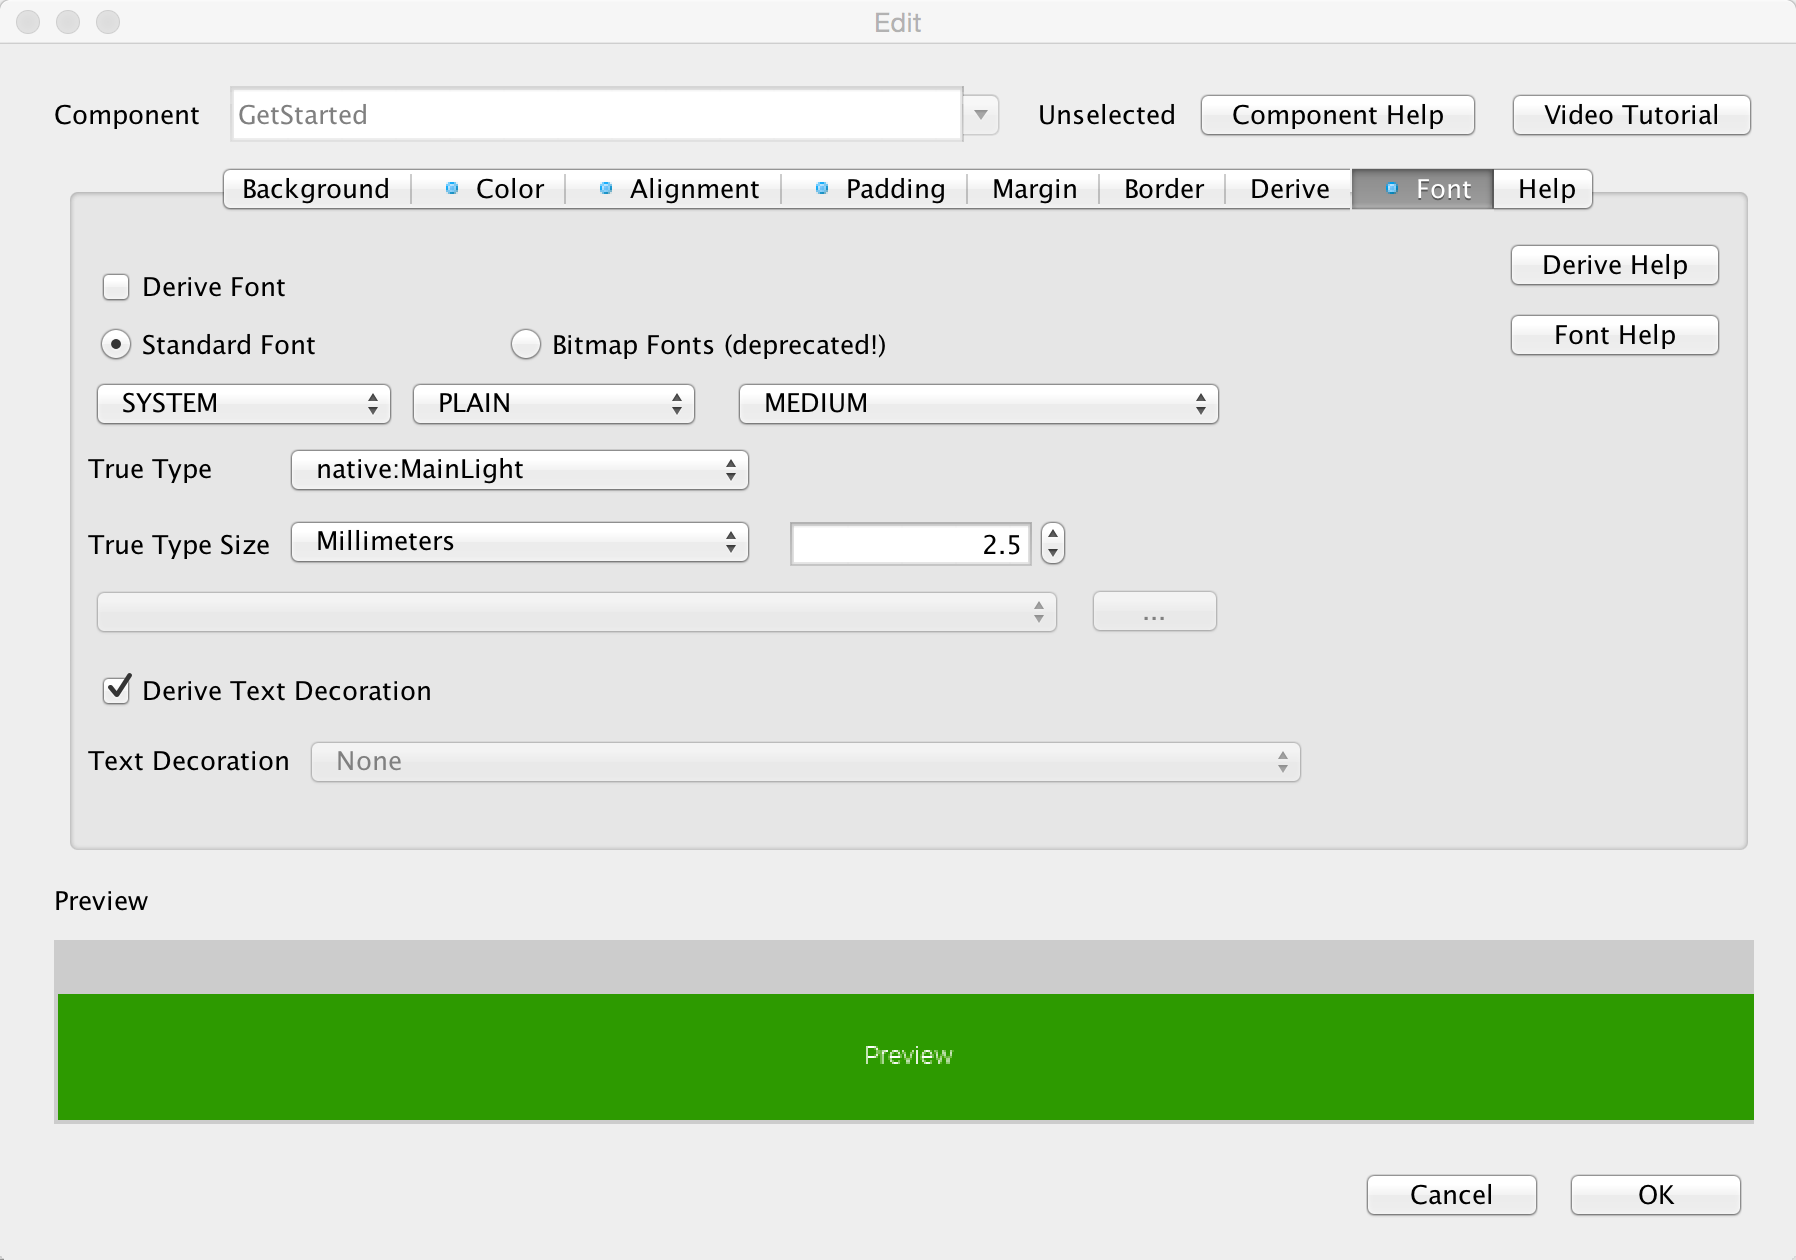 Edit
Component GetStarted Unselected Component Help Video Tutorial
Background Color Alignment Padding Margin Border Derive Font Help
Derive Help
Derive Font
Font Help
Standard Font Bitmap Fonts (deprecated!)
SYSTEM PLAIN MEDIUM
True Type native:MainLight
True Type Size Millimeters 2.5
...
Derive Text Decoration
Text Decoration None
Preview
Preview
Cancel OK